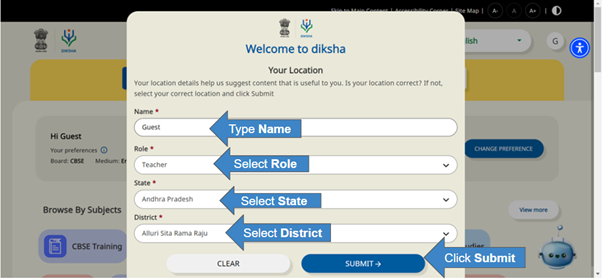 Skip to Main Content | Accessibility Corner | Site Map |
A- A A+
DIKSHA
DIKSHA
Welcome to diksha
English
G
Your Location
Your location details help us suggest content that is useful to you. Is your location correct? If not,
select your correct location and click Submit
Name *
Guest
Type Name
Hi Guest
Your preferences
Board: CBSE Medium:
CHANGE PREFERENCE
Role *
Teacher
Select Role
State *
Andhra Pradesh
Select State
Browse By Subjects
View more
District *
Alluri Sita Rama Raju
Select District
CBSE Training
CLEAR
SUBMIT →
Click Submit